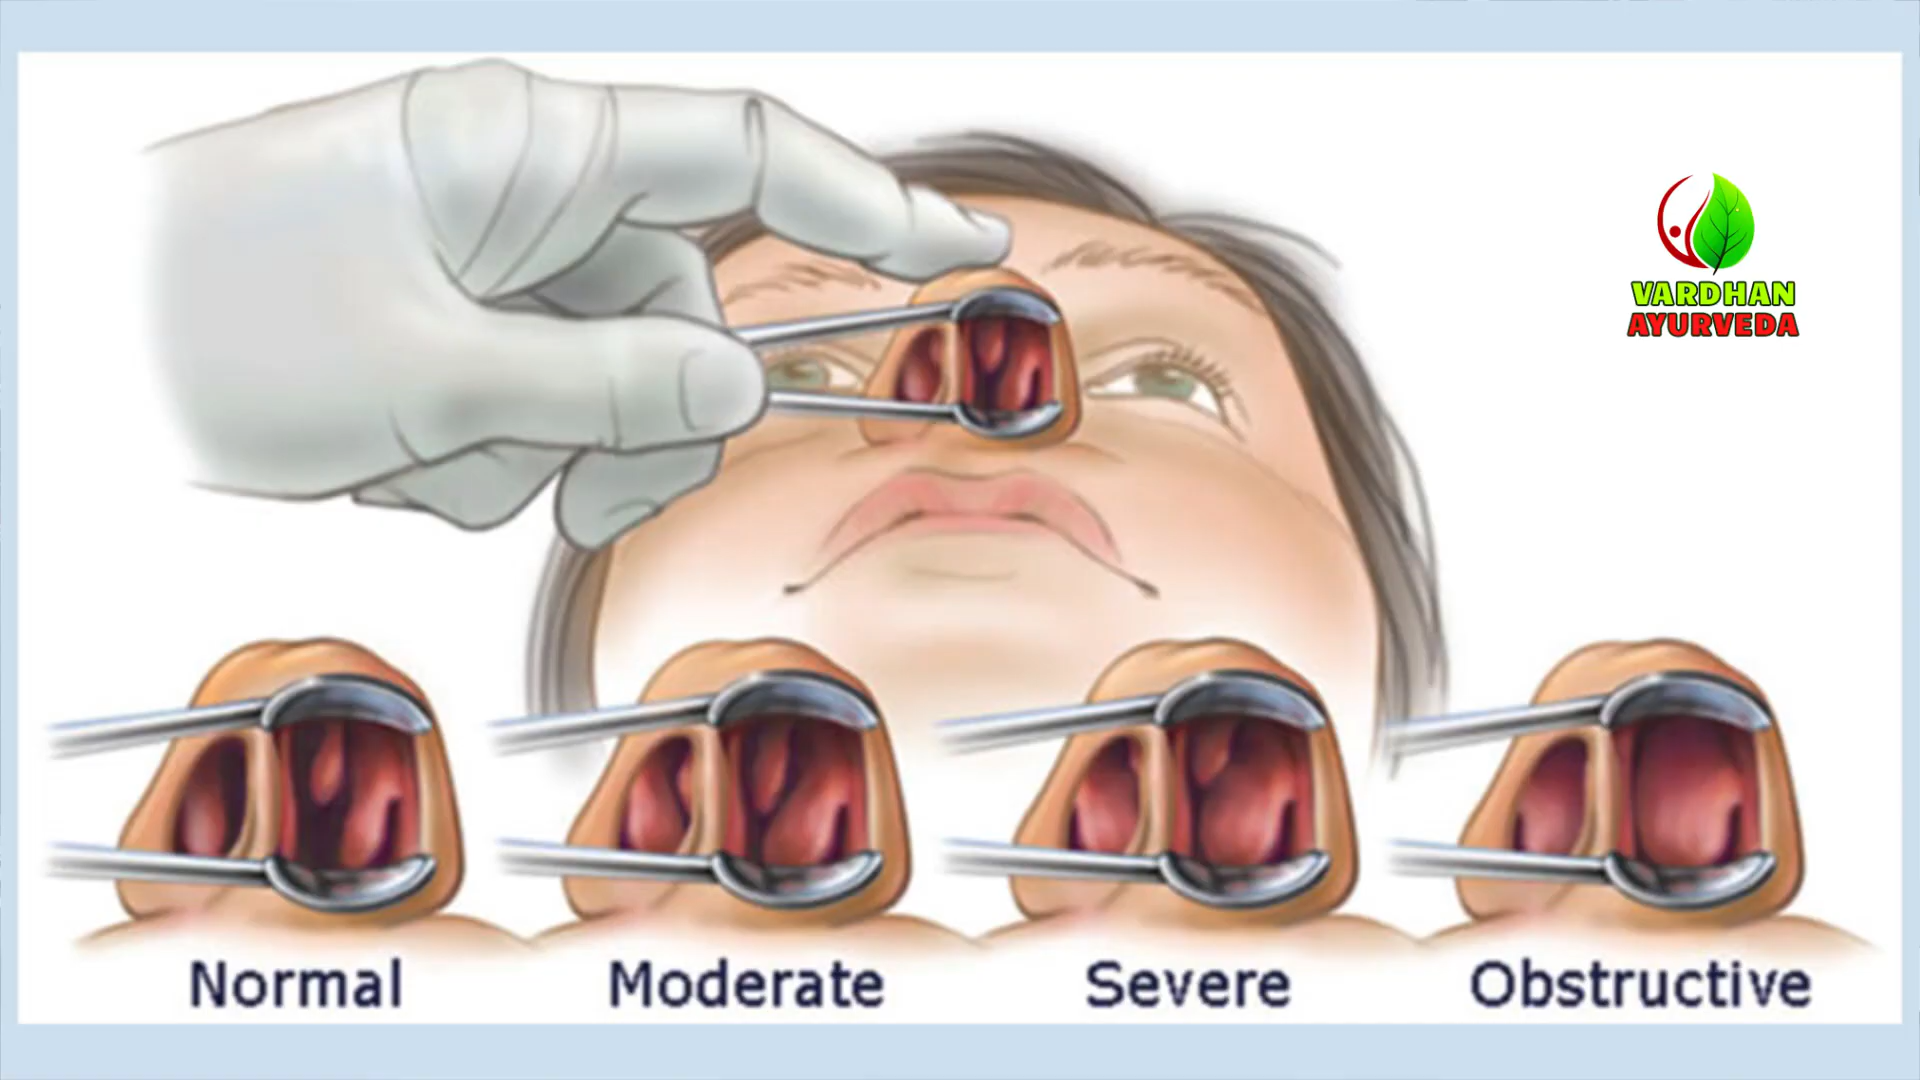 VARDHAN
AYURVEDA
Normal
Moderate
Severe
Obstructive